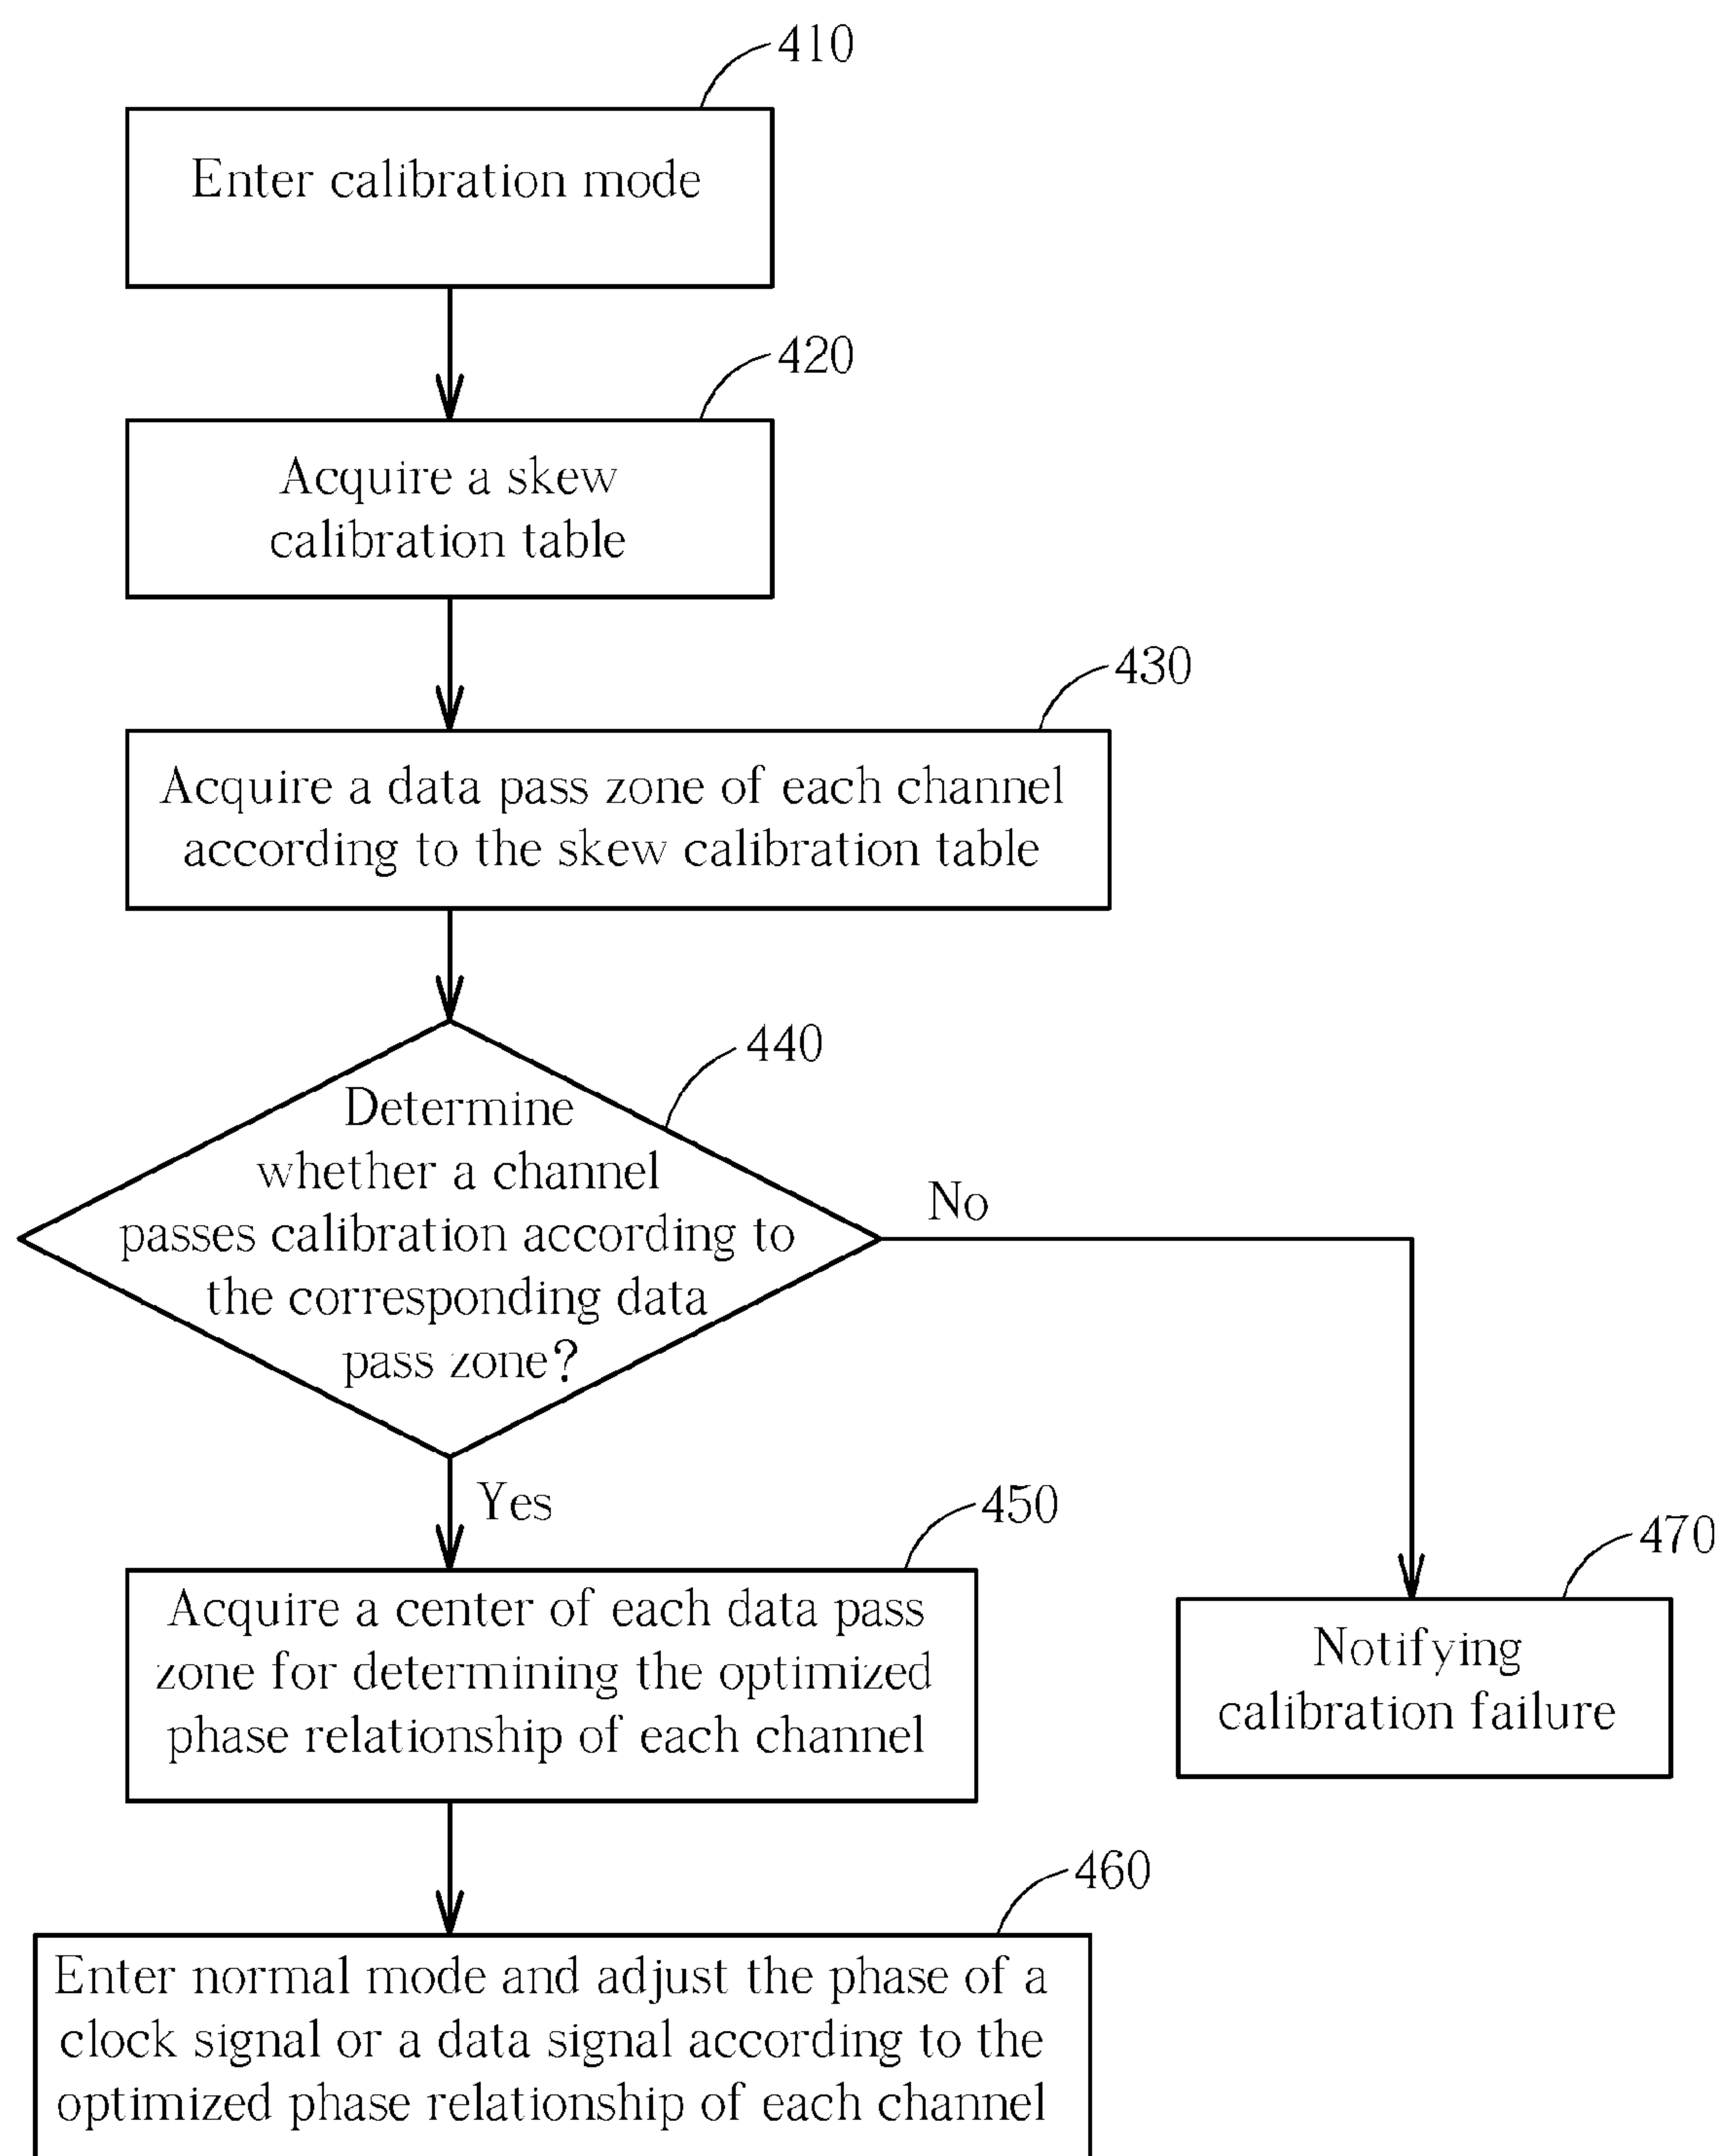 410
Enter calibration mode
420
Acquire a skew
calibration table
430
Acquire a data pass zone of each channel
according to the skew calibration table
440
Determine
whether a channel
passes calibration according to
the corresponding data
pass zone?
No
Yes
450
Acquire a center of each data pass
zone for determining the optimized
phase relationship of each channel
470
Notifying
calibration failure
460
Enter normal mode and adjust the phase of a
clock signal or a data signal according to the
optimized phase relationship of each channel